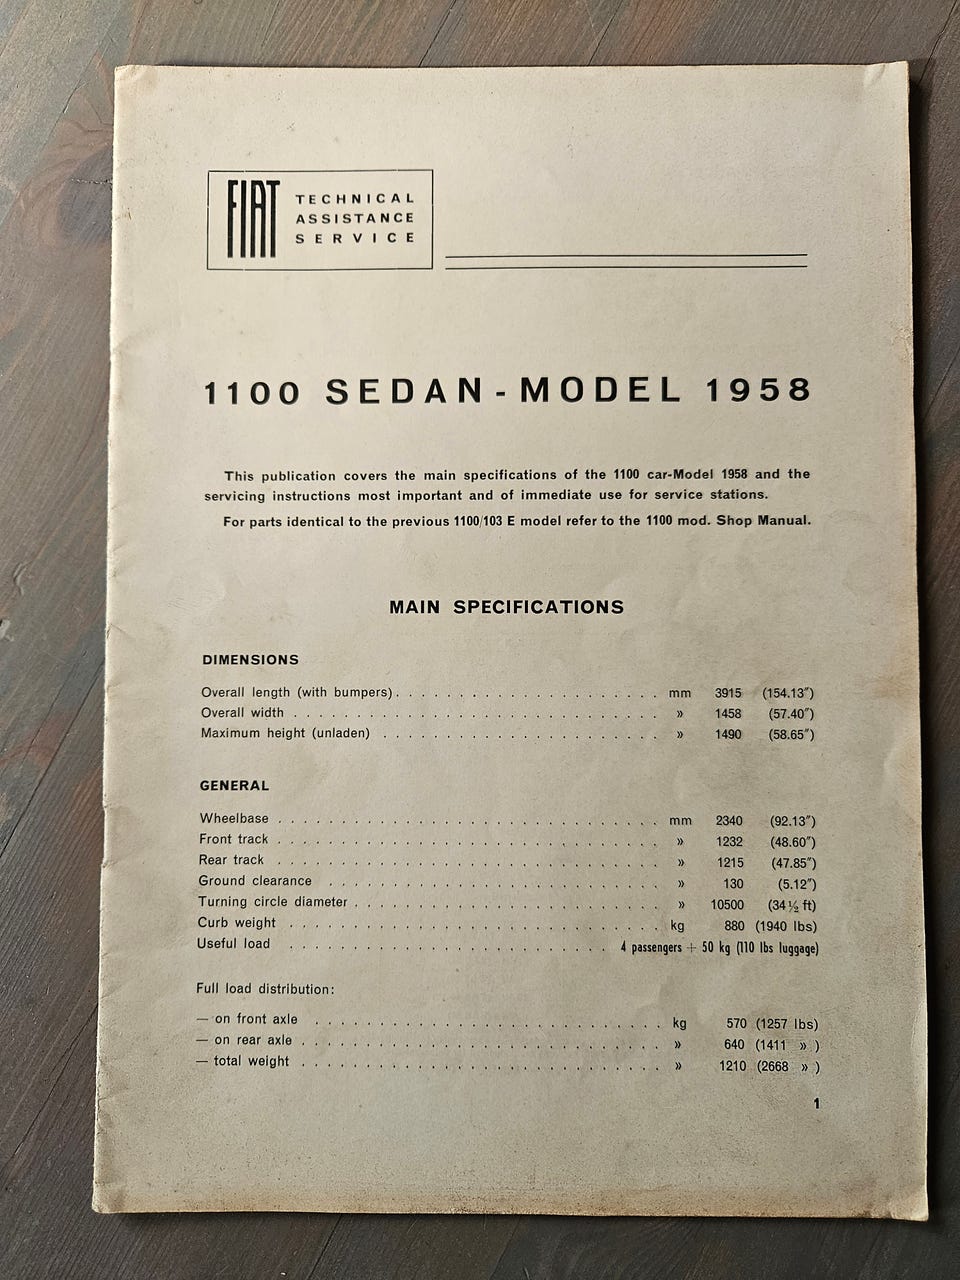 FIAT
TECHNICAL
ASSISTANCE
SERVICE
1100 SEDAN - MODEL 1958
This publication covers the main specifications of the 1100 car-Model 1958 and the
servicing instructions most important and of immediate use for service stations.
For parts identical to the previous 1100/103 E model refer to the 1100 mod. Shop Manual.
MAIN SPECIFICATIONS
DIMENSIONS
Overall length (with bumpers) . . . . . . . . . . . . . . . . . . . . . mm 3915 (154.13″)
Overall width . . . . . . . . . . . . . . . . . . . . . . . . . . . . . » 1458 (57.40″)
Maximum height (unladen) . . . . . . . . . . . . . . . . . . . . . . » 1490 (58.65″)
GENERAL
Wheelbase . . . . . . . . . . . . . . . . . . . . . . . . . . . . . . mm 2340 (92.13″)
Front track . . . . . . . . . . . . . . . . . . . . . . . . . . . . . . » 1232 (48.60″)
Rear track . . . . . . . . . . . . . . . . . . . . . . . . . . . . . . » 1215 (47.85″)
Ground clearance . . . . . . . . . . . . . . . . . . . . . . . . . . » 130 (5.12″)
Turning circle diameter . . . . . . . . . . . . . . . . . . . . . . . . » 10500 (34 ½ ft)
Curb weight . . . . . . . . . . . . . . . . . . . . . . . . . . . . . kg 880 (1940 lbs)
Useful load . . . . . . . . . . . . . . . . . . . . . . . . . 4 passengers + 50 kg (110 lbs luggage)
Full load distribution:
— on front axle . . . . . . . . . . . . . . . . . . . . . . . . . . . kg 570 (1257 lbs)
— on rear axle . . . . . . . . . . . . . . . . . . . . . . . . . . . . » 640 (1411 » )
— total weight . . . . . . . . . . . . . . . . . . . . . . . . . . . . » 1210 (2668 » )
1